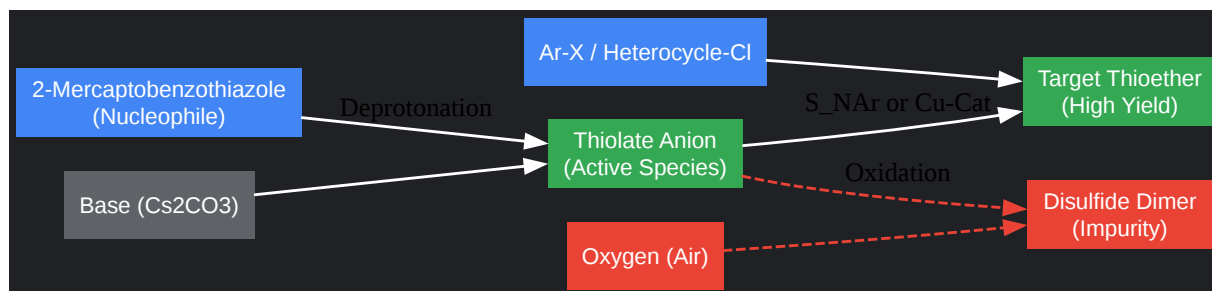 Ar-X / Heterocycle-Cl
2-Mercaptobenzothiazole
(Nucleophile)
Deprotonation
S_NAr or Cu-Cat
Target Thioether
(High Yield)
Thiolate Anion
(Active Species)
Base (Cs2CO3)
Oxidation
Disulfide Dimer
(Impurity)
Oxygen (Air)